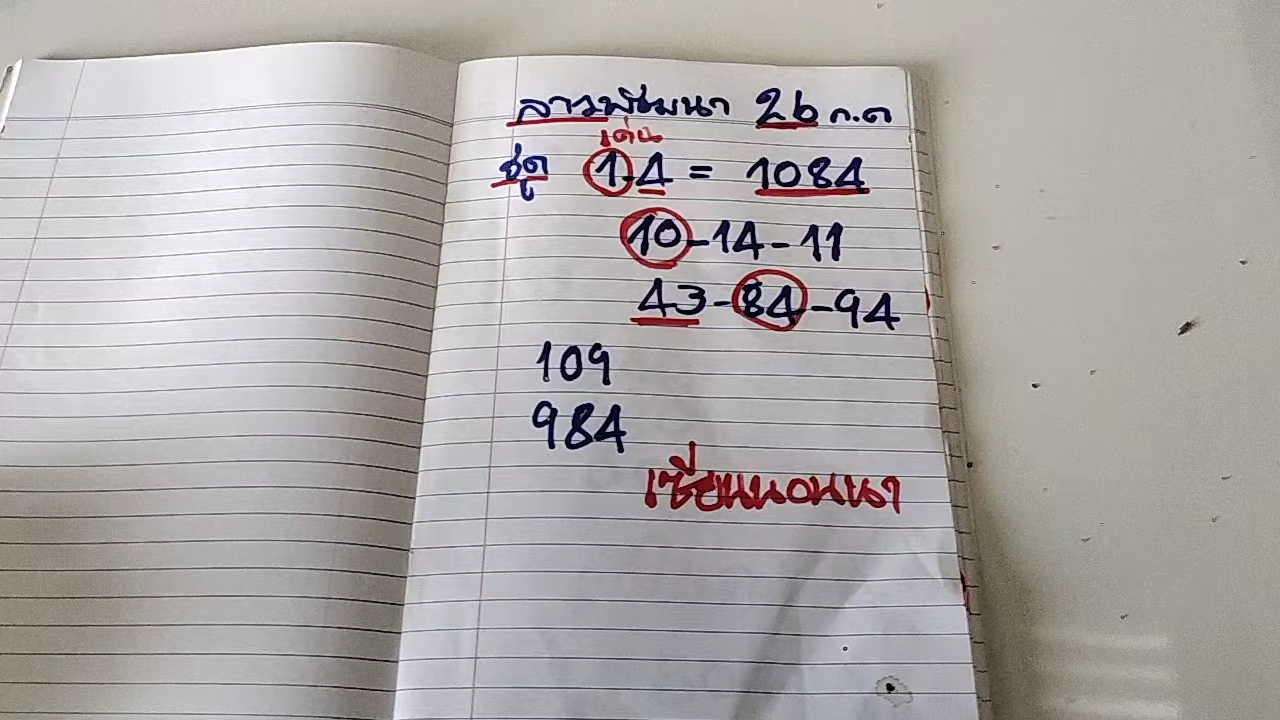 ลาวพัฒนา 26 ก.ค
เด่น
ชุด 1-4 = 1084
10-14-11
43-84-94
109
984
เซียนนอนนา